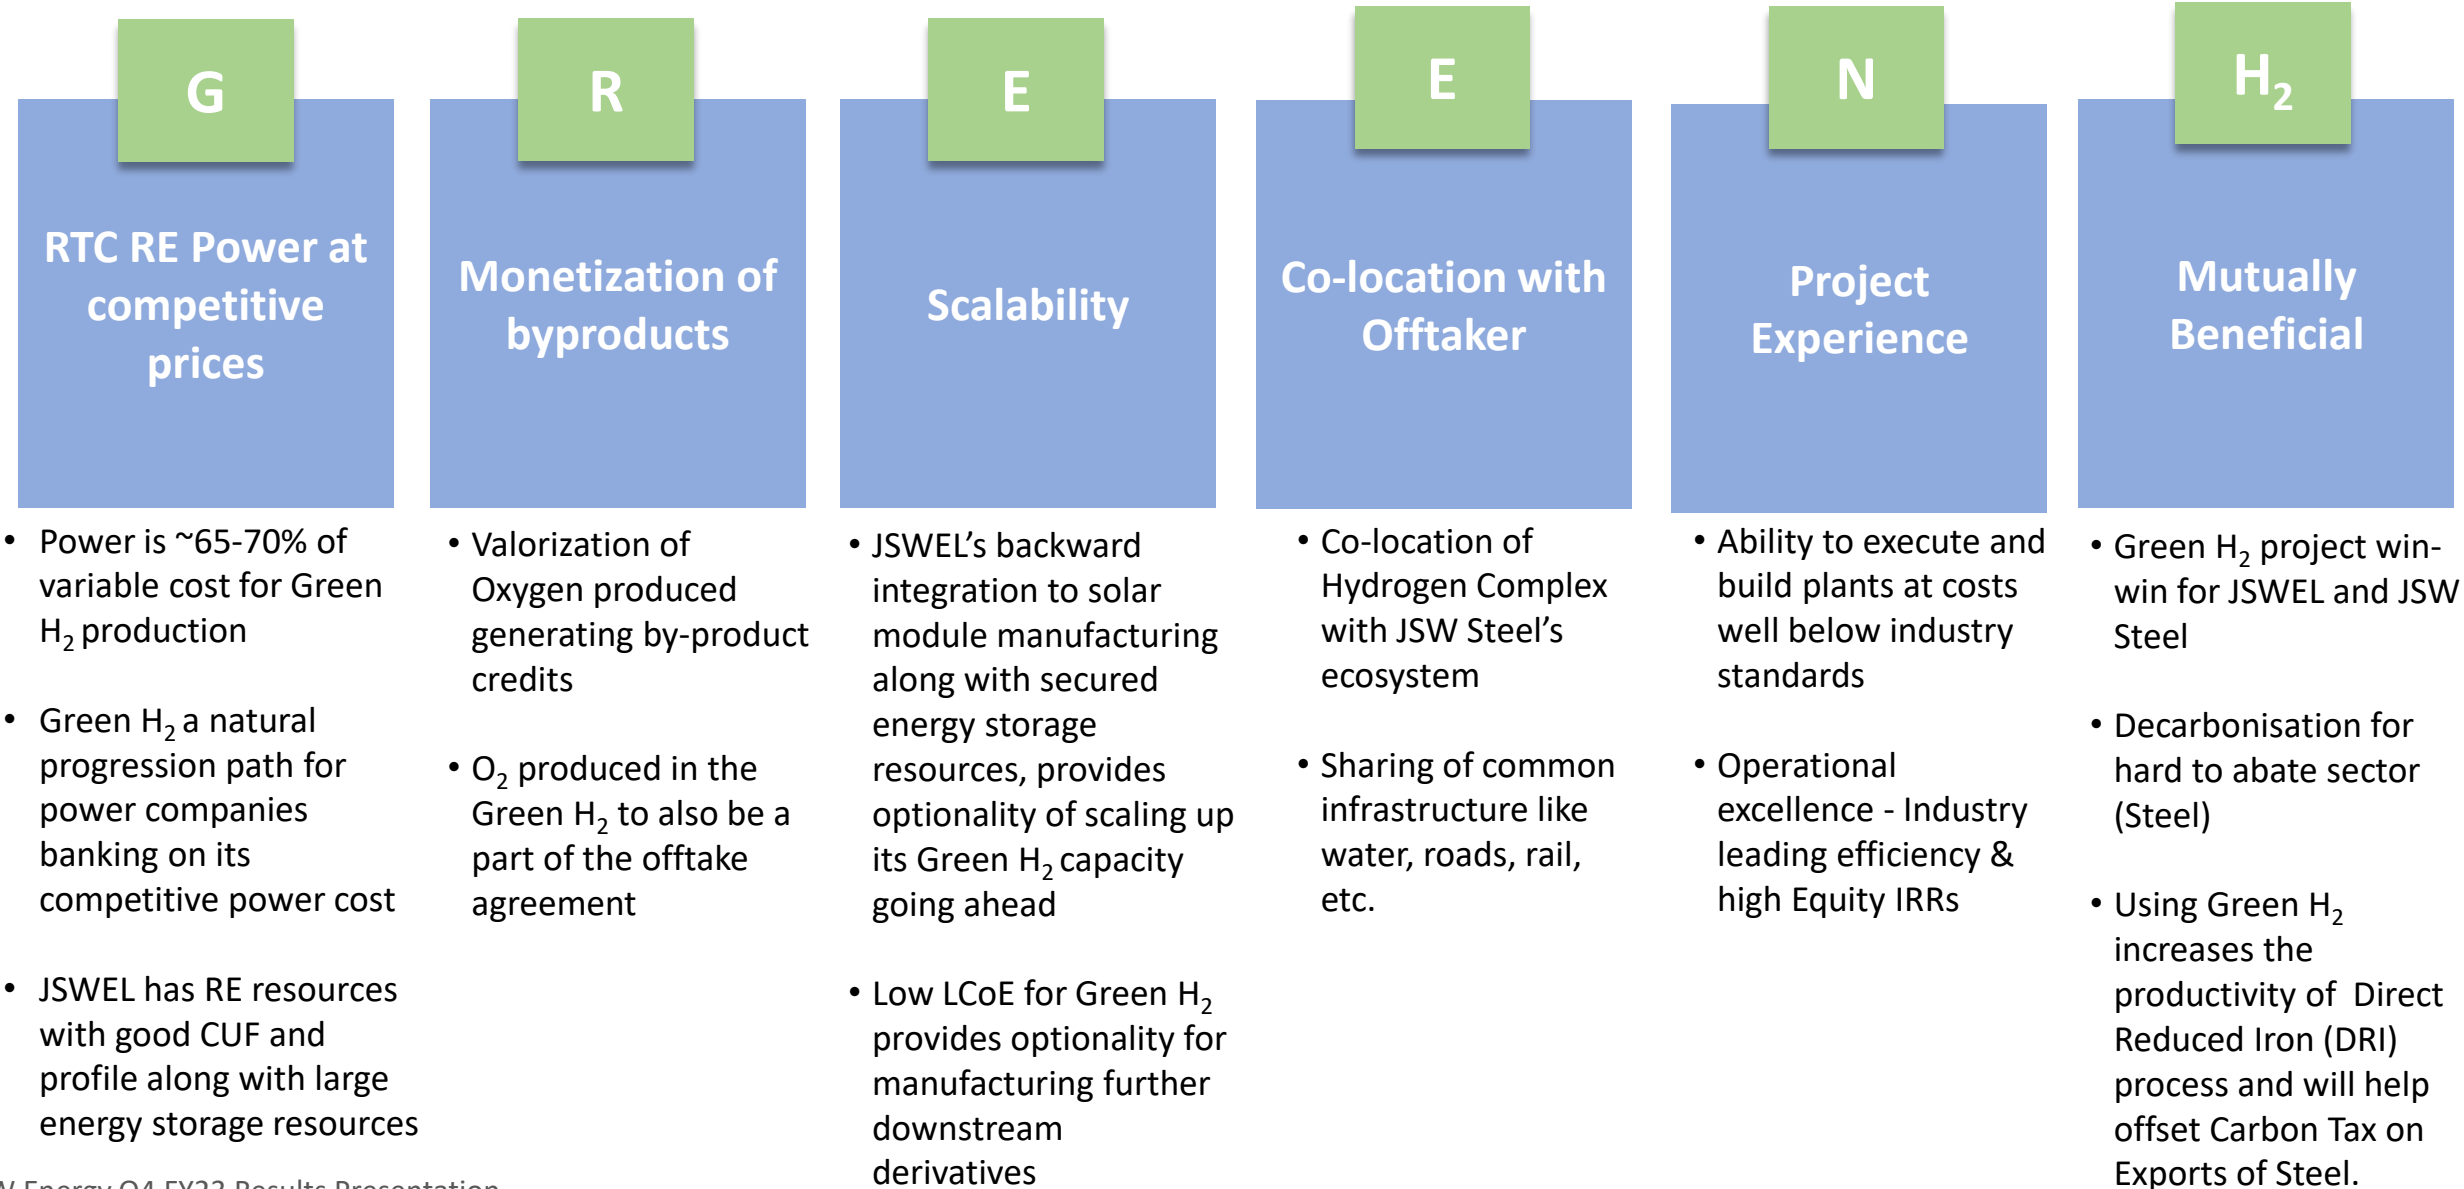 G
RTC RE Power at
competitive
prices
• Power is ~65-70% of
variable cost for Green
H₂ production
• Green H₂ a natural
progression path for
power companies
banking on its
competitive power cost
• JSWEL has RE resources
with good CUF and
profile along with large
energy storage resources
R
Monetization of
byproducts
• Valorization of
Oxygen produced
generating by-product
credits
• O₂ produced in the
Green H₂ to also be a
part of the offtake
agreement
E
Scalability
• JSWEL’s backward
integration to solar
module manufacturing
along with secured
energy storage
resources, provides
optionality of scaling up
its Green H₂ capacity
going ahead
• Low LCoE for Green H₂
provides optionality for
manufacturing further
downstream
derivatives
E
Co-location with
Offtaker
• Co-location of
Hydrogen Complex
with JSW Steel’s
ecosystem
• Sharing of common
infrastructure like
water, roads, rail,
etc.
N
Project
Experience
• Ability to execute and
build plants at costs
well below industry
standards
• Operational
excellence - Industry
leading efficiency &
high Equity IRRs
H₂
Mutually
Beneficial
• Green H₂ project win-
win for JSWEL and JSW
Steel
• Decarbonisation for
hard to abate sector
(Steel)
• Using Green H₂
increases the
productivity of Direct
Reduced Iron (DRI)
process and will help
offset Carbon Tax on
Exports of Steel.
W Energy Q4 FY23 Results Presentation